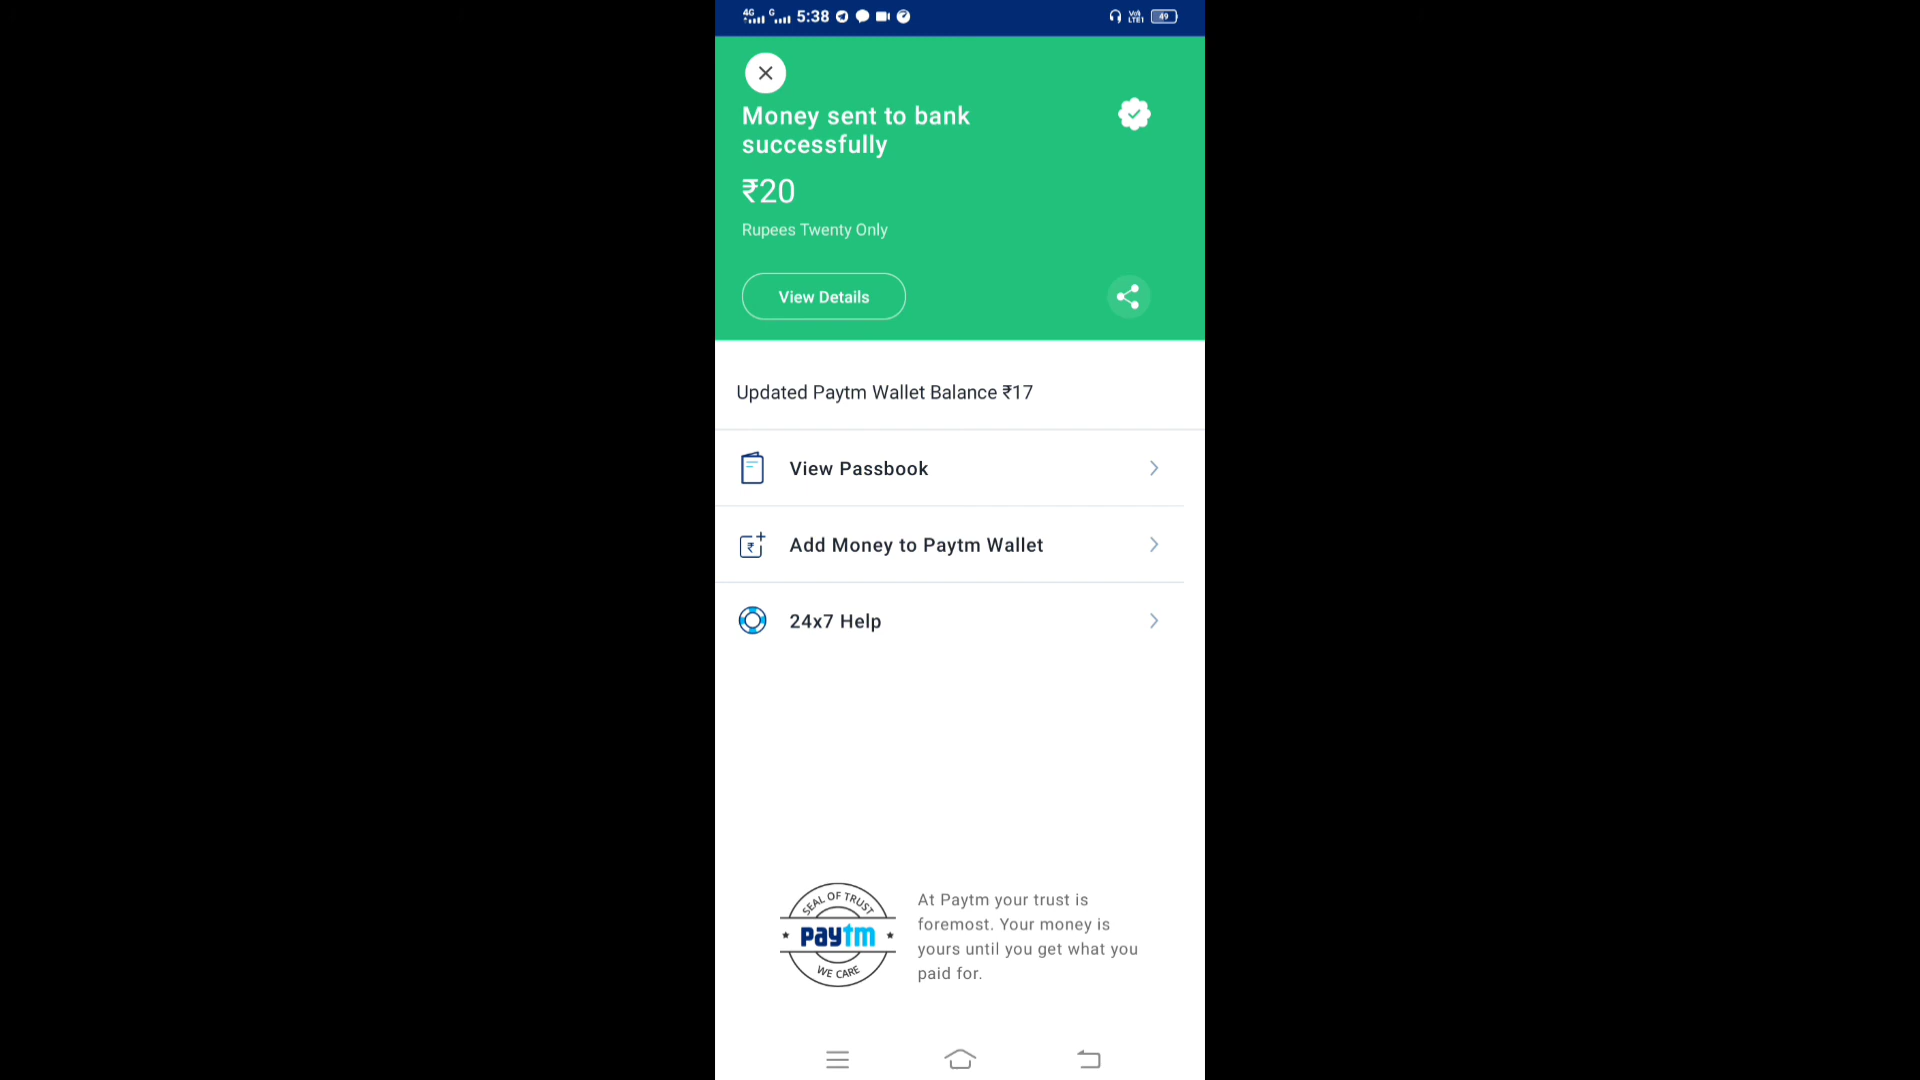 4G G 5:38 49
Money sent to bank
successfully
₹20
Rupees Twenty Only
View Details
Updated Paytm Wallet Balance ₹17
View Passbook
Add Money to Paytm Wallet
24x7 Help
SEAL OF TRUST
paytm
WE CARE
At Paytm your trust is
foremost. Your money is
yours until you get what you
paid for.